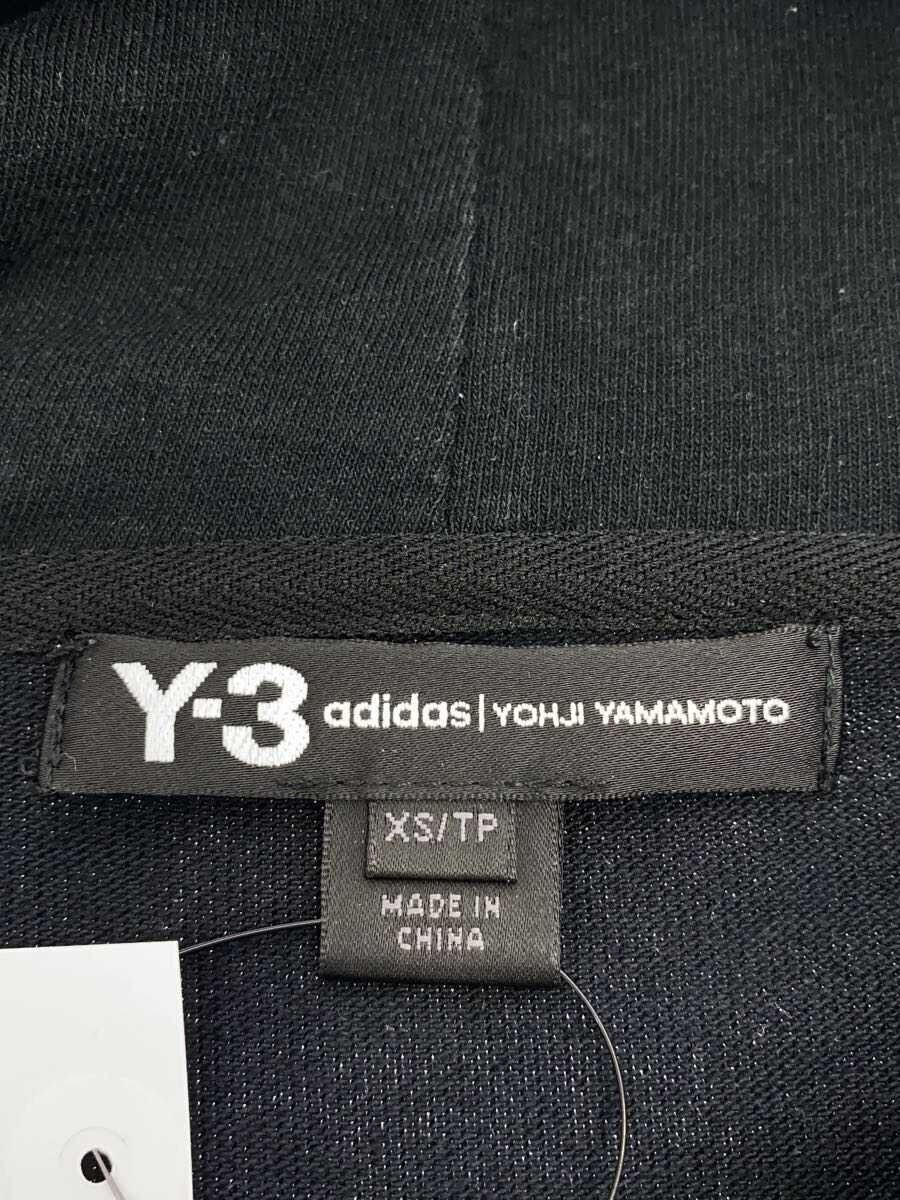 Y-3 adidas | YOHJI YAMAMOTO
XS/TP
MADE IN
CHINA